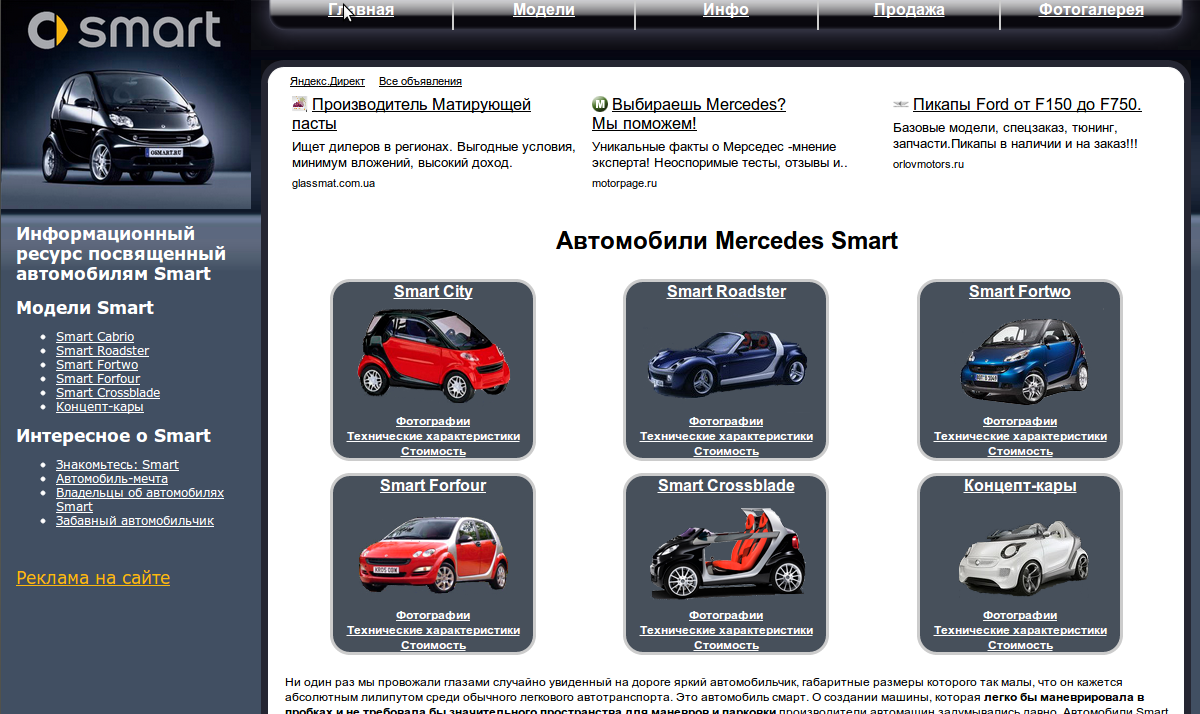 smart
Главная
Модели
Инфо
Продажа
Фотогалерея
OSMART.RU
Информационный
ресурс посвященный
автомобилям Smart
Модели Smart
Smart Cabrio
Smart Roadster
Smart Fortwo
Smart Forfour
Smart Crossblade
Концепт-кары
Интересное о Smart
Знакомьтесь: Smart
Автомобиль-мечта
Владельцы об автомобилях
Smart
Забавный автомобильчик
Реклама на сайте
Яндекс.Директ Все объявления
Производитель Матирующей
пасты
Ищет дилеров в регионах. Выгодные условия,
минимум вложений, высокий доход.
glassmat.com.ua
M Выбираешь Mercedes?
Мы поможем!
Уникальные факты о Мерседес -мнение
эксперта! Неоспоримые тесты, отзывы и..
motorpage.ru
Пикапы Ford от F150 до F750.
Базовые модели, спецзаказ, тюнинг,
запчасти.Пикапы в наличии и на заказ!!!
orlovmotors.ru
Автомобили Mercedes Smart
Smart City
Фотографии
Технические характеристики
Стоимость
Smart Roadster
Фотографии
Технические характеристики
Стоимость
Smart Fortwo
Фотографии
Технические характеристики
Стоимость
Smart Forfour
Фотографии
Технические характеристики
Стоимость
Smart Crossblade
Фотографии
Технические характеристики
Стоимость
Концепт-кары
Фотографии
Технические характеристики
Стоимость
Ни один раз мы провожали глазами случайно увиденный на дороге яркий автомобильчик, габаритные размеры которого так малы, что он кажется
абсолютным лилипутом среди обычного легкового автотранспорта. Это автомобиль смарт. О создании машины, которая легко бы маневрировала в
пробках и не требовала бы значительного пространства для маневров и парковки производители автомашин задумывались давно. Автомобили Smart